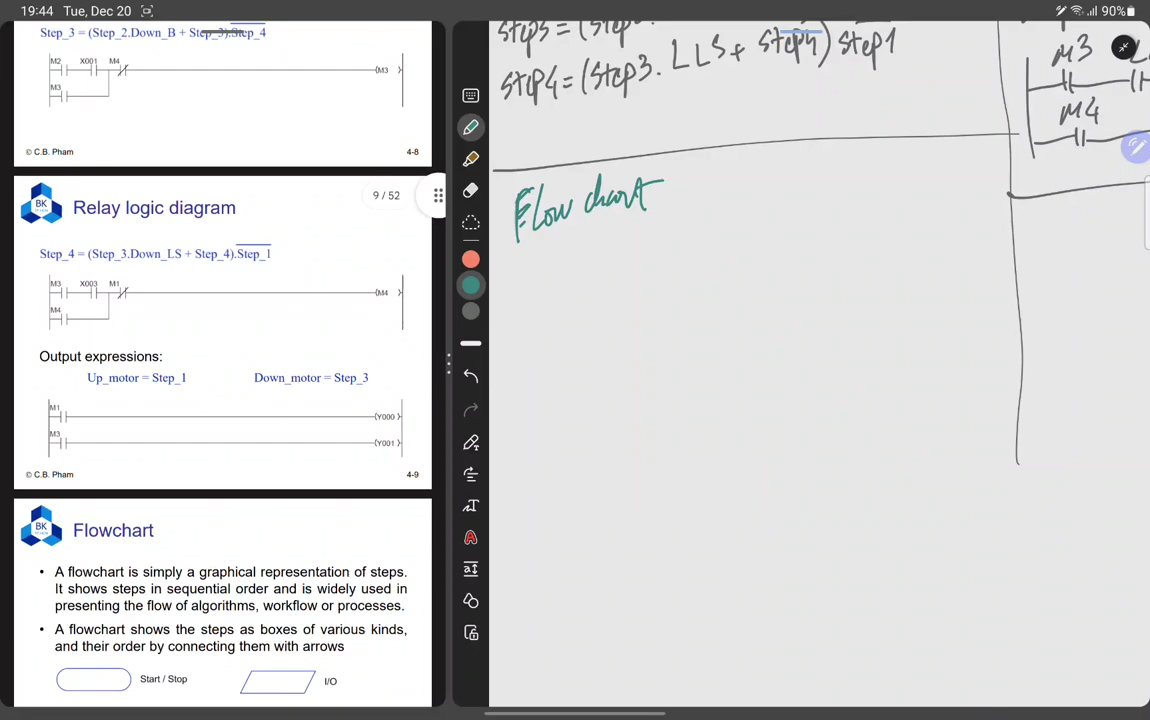 19:44 Tue, Dec 20
90%
Step_3 = (Step_2.Down_B + Step_3).Step_4
M2 X001 M4
(M3
M3
© C.B. Pham 4-8
BK
Relay logic diagram
9 / 52
Step_4 = (Step_3.Down_LS + Step_4).Step_1
M3 X003 M1
(M4
M4
Output expressions:
Up_motor = Step_1 Down_motor = Step_3
M1
(Y000
M3
(Y001
© C.B. Pham 4-9
BK
Flowchart
• A flowchart is simply a graphical representation of steps.
It shows steps in sequential order and is widely used in
presenting the flow of algorithms, workflow or processes.
• A flowchart shows the steps as boxes of various kinds,
and their order by connecting them with arrows
Start / Stop
I/O
T
A
a
step3 = (step
step4 = (step3. LLS + step4) step1
M3
M4
Flow chart